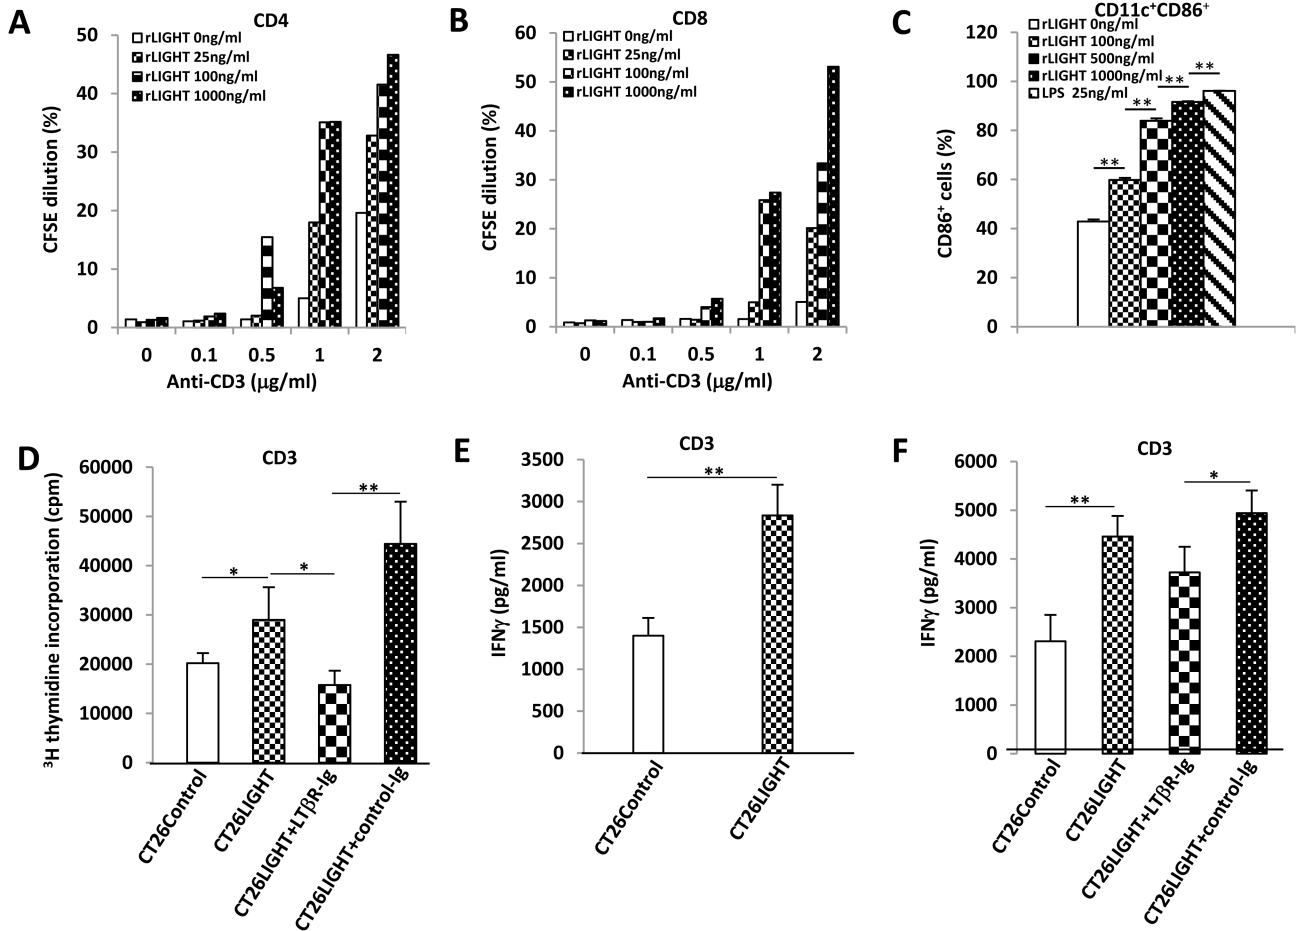 A
CD4
rLIGHT 0ng/ml
rLIGHT 25ng/ml
rLIGHT 100ng/ml
rLIGHT 1000ng/ml
CFSE dilution (%)
50
40
30
20
10
0
0 0.1 0.5 1 2
Anti-CD3 (μg/ml)
B
CD8
rLIGHT 0ng/ml
rLIGHT 25ng/ml
rLIGHT 100ng/ml
rLIGHT 1000ng/ml
CFSE dilution (%)
60
50
40
30
20
10
0
0 0.1 0.5 1 2
Anti-CD3 (μg/ml)
C
CD11c⁺CD86⁺
rLIGHT 0ng/ml
rLIGHT 100ng/ml
rLIGHT 500ng/ml
rLIGHT 1000ng/ml
LPS 25ng/ml
CD86⁺ cells (%)
120
100
80
60
40
20
0
**
**
**
**
D
CD3
³H thymidine incorporation (cpm)
60000
50000
40000
30000
20000
10000
0
*
*
**
CT26Control
CT26LIGHT
CT26LIGHT+LTβR-Ig
CT26LIGHT+control-Ig
E
CD3
IFNγ (pg/ml)
3500
3000
2500
2000
1500
1000
500
0
**
CT26Control
CT26LIGHT
F
CD3
IFNγ (pg/ml)
6000
5000
4000
3000
2000
1000
0
**
*
CT26Control
CT26LIGHT
CT26LIGHT+LTβR-Ig
CT26LIGHT+control-Ig